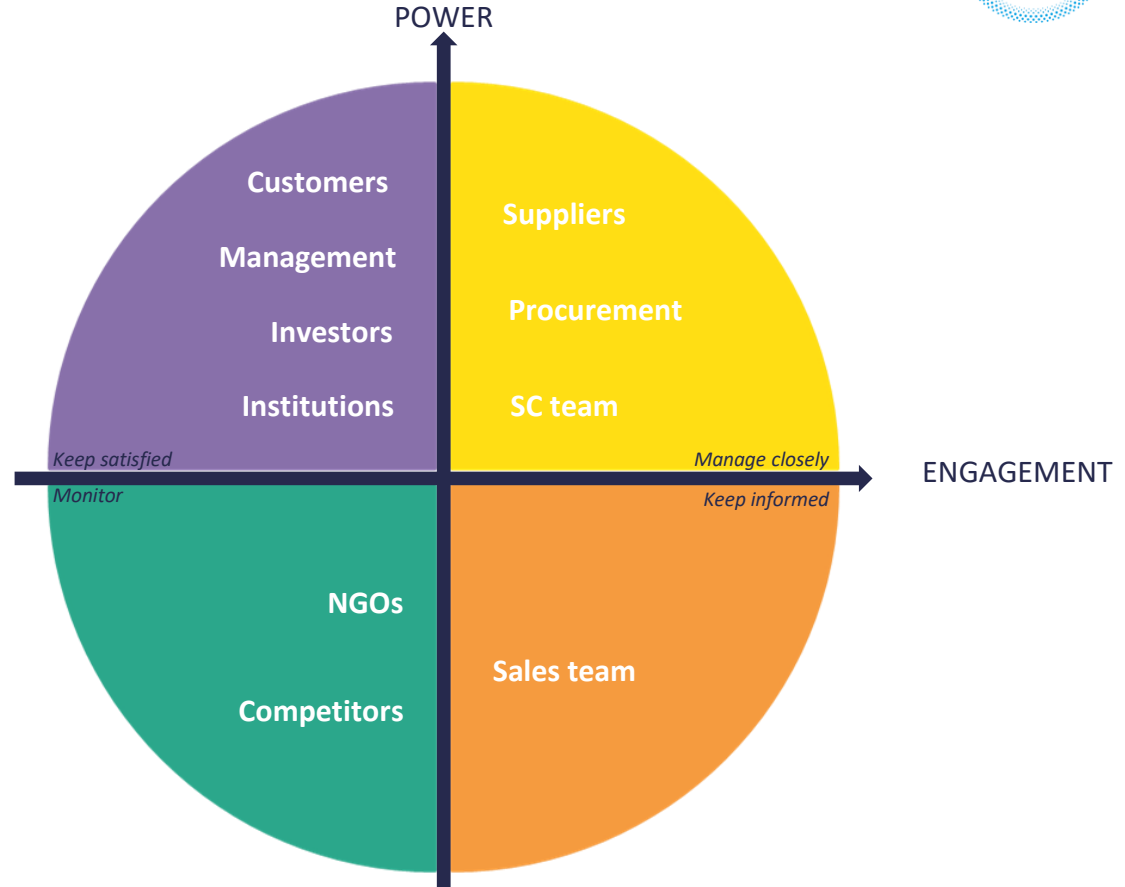 POWER
Customers
Management
Investors
Institutions
Keep satisfied
Suppliers
Procurement
SC team
Manage closely
ENGAGEMENT
Monitor
NGOs
Competitors
Keep informed
Sales team